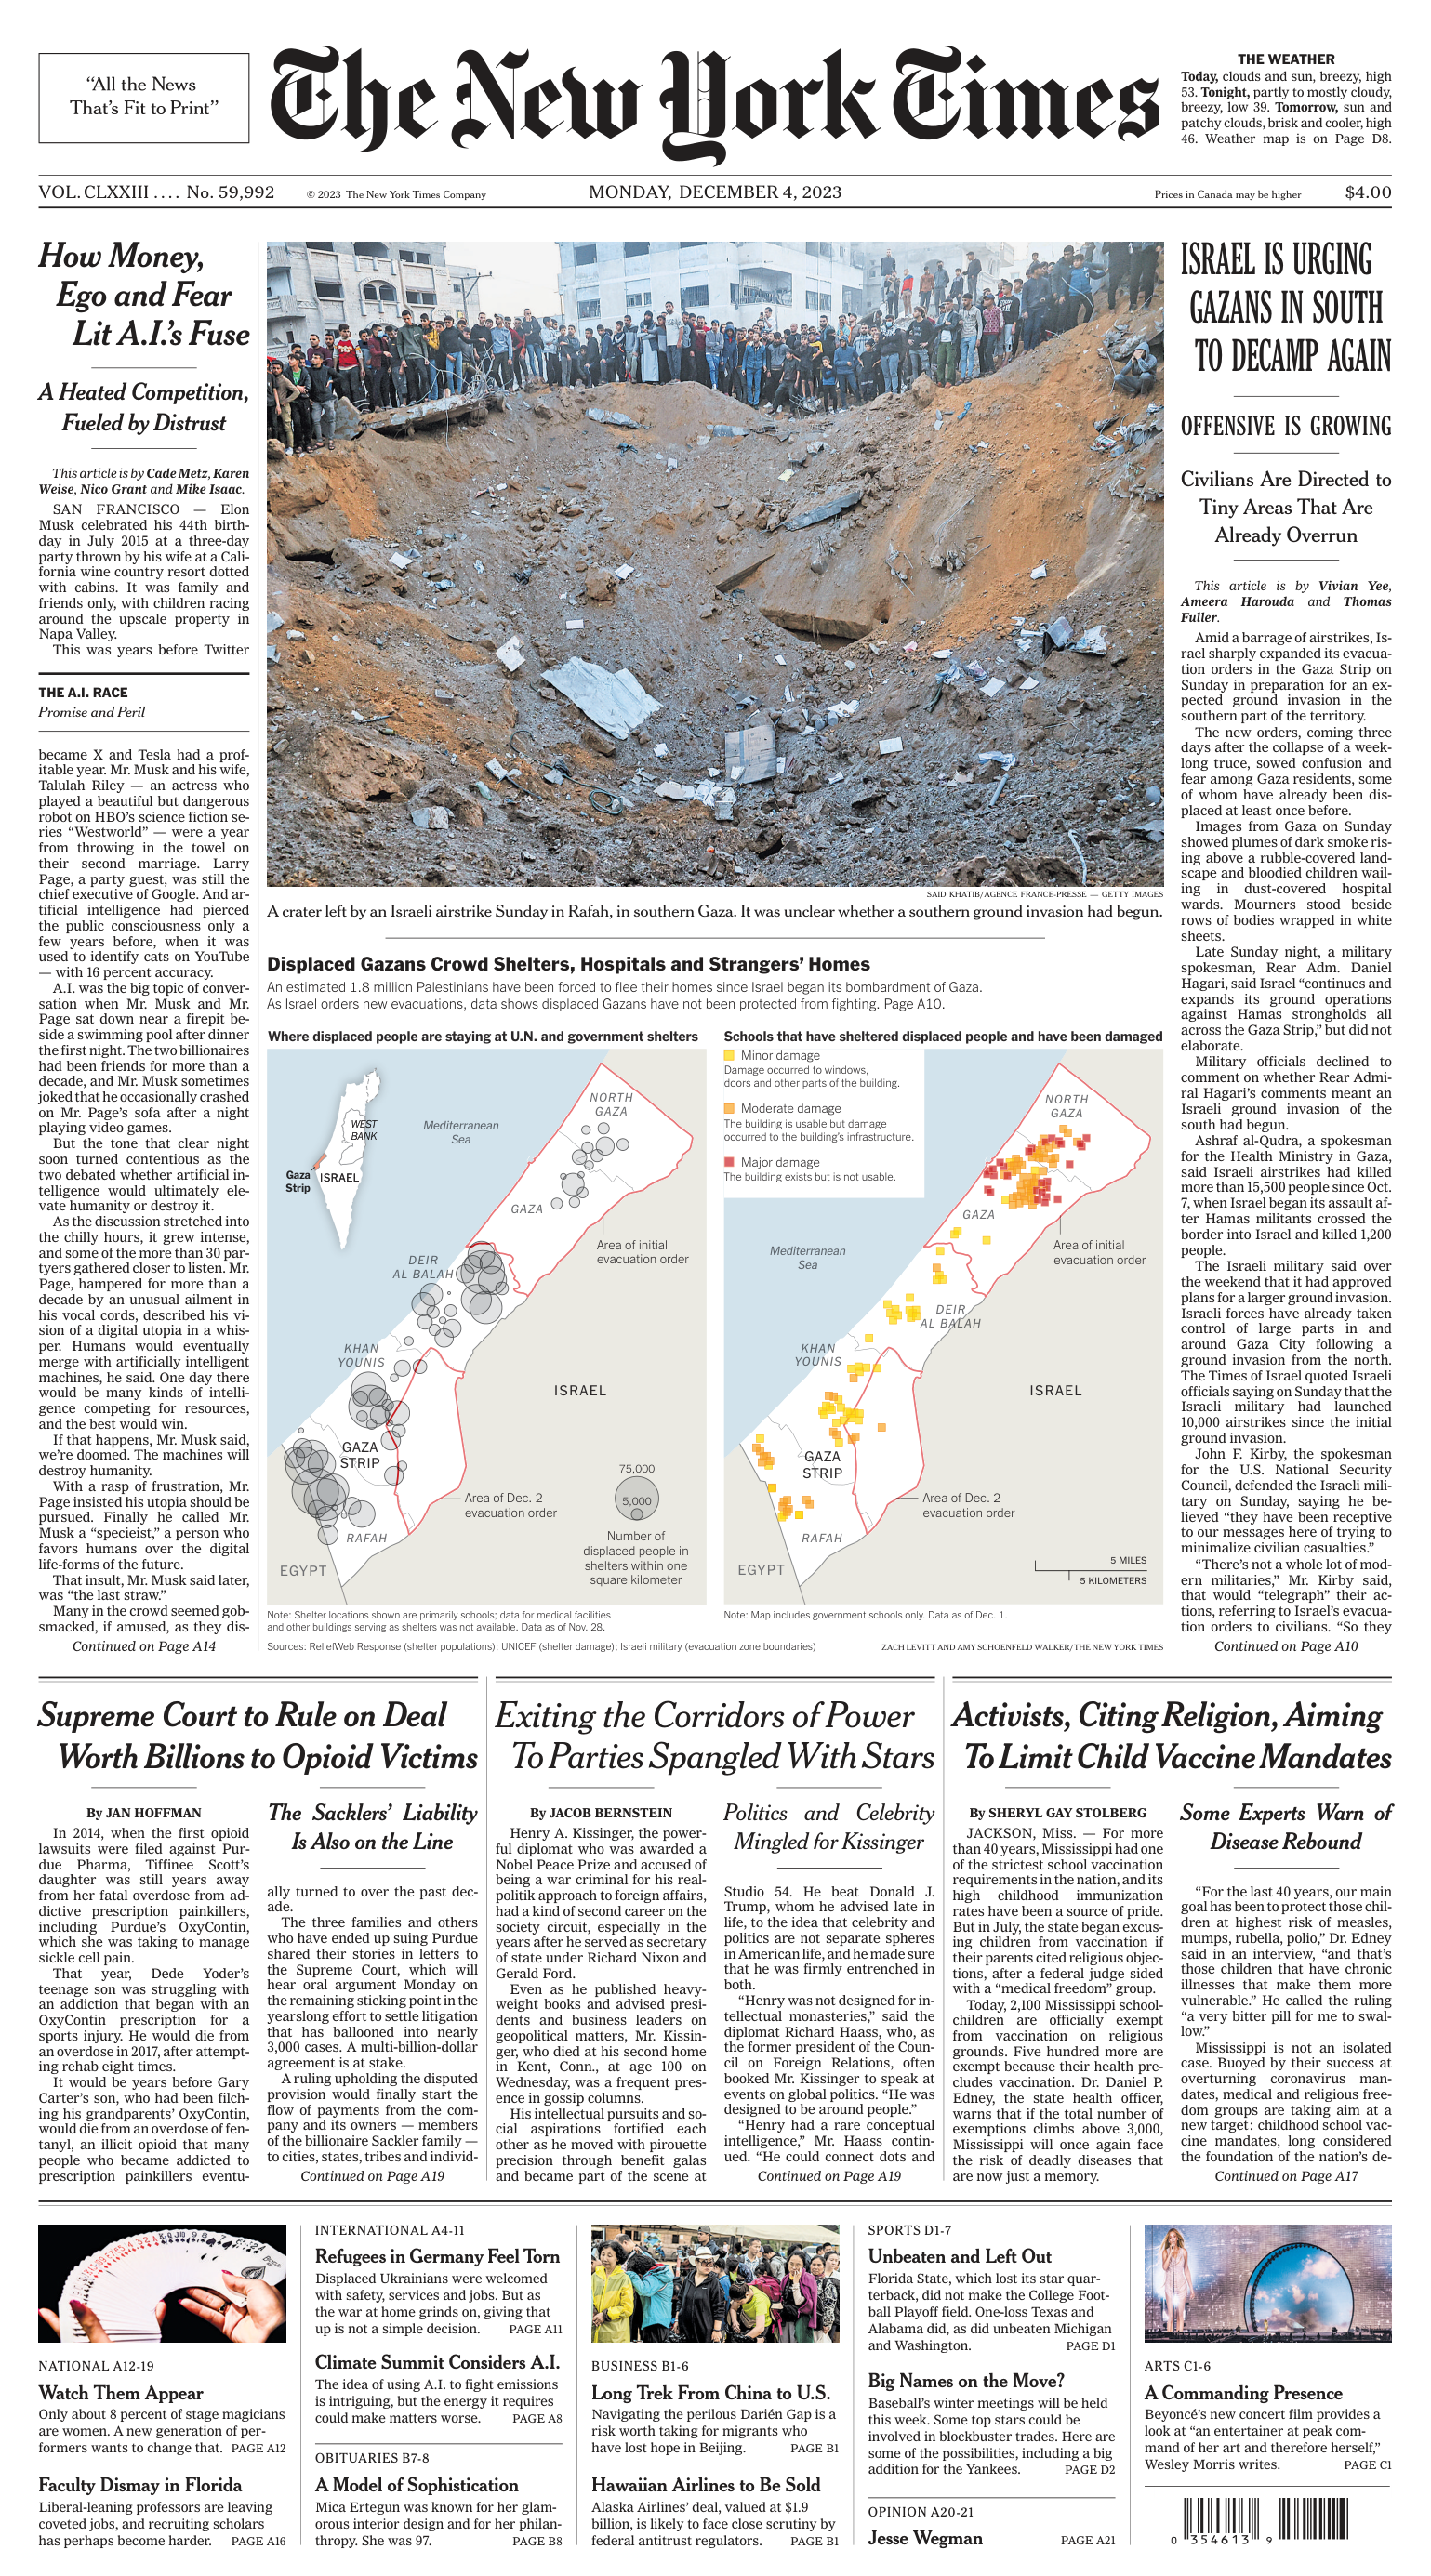 “All the News
That’s Fit to Print”
The New York Times
THE WEATHER
Today, clouds and sun, breezy, high
53. Tonight, partly to mostly cloudy,
breezy, low 39. Tomorrow, sun and
patchy clouds, brisk and cooler, high
46. Weather map is on Page D8.
VOL. CLXXIII .... No. 59,992
© 2023 The New York Times Company
MONDAY, DECEMBER 4, 2023
Prices in Canada may be higher
$4.00
How Money,
Ego and Fear
Lit A.I.’s Fuse
A Heated Competition,
Fueled by Distrust
This article is by Cade Metz, Karen
Weise, Nico Grant and Mike Isaac.
SAN FRANCISCO — Elon
Musk celebrated his 44th birth-
day in July 2015 at a three-day
party thrown by his wife at a Cali-
fornia wine country resort dotted
with cabins. It was family and
friends only, with children racing
around the upscale property in
Napa Valley.
This was years before Twitter
THE A.I. RACE
Promise and Peril
became X and Tesla had a prof-
itable year. Mr. Musk and his wife,
Talulah Riley — an actress who
played a beautiful but dangerous
robot on HBO’s science fiction se-
ries “Westworld” — were a year
from throwing in the towel on
their second marriage. Larry
Page, a party guest, was still the
chief executive of Google. And ar-
tificial intelligence had pierced
the public consciousness only a
few years before, when it was
used to identify cats on YouTube
— with 16 percent accuracy.
A.I. was the big topic of conver-
sation when Mr. Musk and Mr.
Page sat down near a firepit be-
side a swimming pool after dinner
the first night. The two billionaires
had been friends for more than a
decade, and Mr. Musk sometimes
joked that he occasionally crashed
on Mr. Page’s sofa after a night
playing video games.
But the tone that clear night
soon turned contentious as the
two debated whether artificial in-
telligence would ultimately ele-
vate humanity or destroy it.
As the discussion stretched into
the chilly hours, it grew intense,
and some of the more than 30 par-
tyers gathered closer to listen. Mr.
Page, hampered for more than a
decade by an unusual ailment in
his vocal cords, described his vi-
sion of a digital utopia in a whis-
per. Humans would eventually
merge with artificially intelligent
machines, he said. One day there
would be many kinds of intelli-
gence competing for resources,
and the best would win.
If that happens, Mr. Musk said,
we’re doomed. The machines will
destroy humanity.
With a rasp of frustration, Mr.
Page insisted his utopia should be
pursued. Finally he called Mr.
Musk a “specieist,” a person who
favors humans over the digital
life-forms of the future.
That insult, Mr. Musk said later,
was “the last straw.”
Many in the crowd seemed gob-
smacked, if amused, as they dis-
Continued on Page A14
SAID KHATIB/AGENCE FRANCE-PRESSE — GETTY IMAGES
A crater left by an Israeli airstrike Sunday in Rafah, in southern Gaza. It was unclear whether a southern ground invasion had begun.
Displaced Gazans Crowd Shelters, Hospitals and Strangers’ Homes
An estimated 1.8 million Palestinians have been forced to flee their homes since Israel began its bombardment of Gaza.
As Israel orders new evacuations, data shows displaced Gazans have not been protected from fighting. Page A10.
Where displaced people are staying at U.N. and government shelters
WEST
BANK
Gaza
Strip
ISRAEL
Mediterranean
Sea
NORTH
GAZA
GAZA
Area of initial
evacuation order
DEIR
AL BALAH
KHAN
YOUNIS
ISRAEL
GAZA
STRIP
75,000
5,000
Area of Dec. 2
evacuation order
Number of
displaced people in
shelters within one
square kilometer
RAFAH
EGYPT
Note: Shelter locations shown are primarily schools; data for medical facilities
and other buildings serving as shelters was not available. Data as of Nov. 28.
Schools that have sheltered displaced people and have been damaged
Minor damage
Damage occurred to windows,
doors and other parts of the building.
Moderate damage
The building is usable but damage
occurred to the building’s infrastructure.
Major damage
The building exists but is not usable.
NORTH
GAZA
GAZA
Mediterranean
Sea
Area of initial
evacuation order
DEIR
AL BALAH
KHAN
YOUNIS
ISRAEL
GAZA
STRIP
Area of Dec. 2
evacuation order
RAFAH
EGYPT
5 MILES
5 KILOMETERS
Note: Map includes government schools only. Data as of Dec. 1.
Sources: ReliefWeb Response (shelter populations); UNICEF (shelter damage); Israeli military (evacuation zone boundaries)
ZACH LEVITT AND AMY SCHOENFELD WALKER/THE NEW YORK TIMES
ISRAEL IS URGING
GAZANS IN SOUTH
TO DECAMP AGAIN
OFFENSIVE IS GROWING
Civilians Are Directed to
Tiny Areas That Are
Already Overrun
This article is by Vivian Yee,
Ameera Harouda and Thomas
Fuller.
Amid a barrage of airstrikes, Is-
rael sharply expanded its evacua-
tion orders in the Gaza Strip on
Sunday in preparation for an ex-
pected ground invasion in the
southern part of the territory.
The new orders, coming three
days after the collapse of a week-
long truce, sowed confusion and
fear among Gaza residents, some
of whom have already been dis-
placed at least once before.
Images from Gaza on Sunday
showed plumes of dark smoke ris-
ing above a rubble-covered land-
scape and bloodied children wail-
ing in dust-covered hospital
wards. Mourners stood beside
rows of bodies wrapped in white
sheets.
Late Sunday night, a military
spokesman, Rear Adm. Daniel
Hagari, said Israel “continues and
expands its ground operations
against Hamas strongholds all
across the Gaza Strip,” but did not
elaborate.
Military officials declined to
comment on whether Rear Admi-
ral Hagari’s comments meant an
Israeli ground invasion of the
south had begun.
Ashraf al-Qudra, a spokesman
for the Health Ministry in Gaza,
said Israeli airstrikes had killed
more than 15,500 people since Oct.
7, when Israel began its assault af-
ter Hamas militants crossed the
border into Israel and killed 1,200
people.
The Israeli military said over
the weekend that it had approved
plans for a larger ground invasion.
Israeli forces have already taken
control of large parts in and
around Gaza City following a
ground invasion from the north.
The Times of Israel quoted Israeli
officials saying on Sunday that the
Israeli military had launched
10,000 airstrikes since the initial
ground invasion.
John F. Kirby, the spokesman
for the U.S. National Security
Council, defended the Israeli mili-
tary on Sunday, saying he be-
lieved “they have been receptive
to our messages here of trying to
minimalize civilian casualties.”
“There’s not a whole lot of mod-
ern militaries,” Mr. Kirby said,
that would “telegraph” their ac-
tions, referring to Israel’s evacua-
tion orders to civilians. “So they
Continued on Page A10
Supreme Court to Rule on Deal
Worth Billions to Opioid Victims
By JAN HOFFMAN
In 2014, when the first opioid
lawsuits were filed against Pur-
due Pharma, Tiffinee Scott’s
daughter was still years away
from her fatal overdose from ad-
dictive prescription painkillers,
including Purdue’s OxyContin,
which she was taking to manage
sickle cell pain.
That year, Dede Yoder’s
teenage son was struggling with
an addiction that began with an
OxyContin prescription for a
sports injury. He would die from
an overdose in 2017, after attempt-
ing rehab eight times.
It would be years before Gary
Carter’s son, who had been filch-
ing his grandparents’ OxyContin,
would die from an overdose of fen-
tanyl, an illicit opioid that many
people who became addicted to
prescription painkillers eventu-
The Sacklers’ Liability
Is Also on the Line
ally turned to over the past dec-
ade.
The three families and others
who have ended up suing Purdue
shared their stories in letters to
the Supreme Court, which will
hear oral argument Monday on
the remaining sticking point in the
yearslong effort to settle litigation
that has ballooned into nearly
3,000 cases. A multi-billion-dollar
agreement is at stake.
A ruling upholding the disputed
provision would finally start the
flow of payments from the com-
pany and its owners — members
of the billionaire Sackler family —
to cities, states, tribes and individ-
Continued on Page A19
Exiting the Corridors of Power
To Parties Spangled With Stars
By JACOB BERNSTEIN
Henry A. Kissinger, the power-
ful diplomat who was awarded a
Nobel Peace Prize and accused of
being a war criminal for his real-
politik approach to foreign affairs,
had a kind of second career on the
society circuit, especially in the
years after he served as secretary
of state under Richard Nixon and
Gerald Ford.
Even as he published heavy-
weight books and advised presi-
dents and business leaders on
geopolitical matters, Mr. Kissin-
ger, who died at his second home
in Kent, Conn., at age 100 on
Wednesday, was a frequent pres-
ence in gossip columns.
His intellectual pursuits and so-
cial aspirations fortified each
other as he moved with pirouette
precision through benefit galas
and became part of the scene at
Politics and Celebrity
Mingled for Kissinger
Studio 54. He beat Donald J.
Trump, whom he advised late in
life, to the idea that celebrity and
politics are not separate spheres
in American life, and he made sure
that he was firmly entrenched in
both.
“Henry was not designed for in-
tellectual monasteries,” said the
diplomat Richard Haass, who, as
the former president of the Coun-
cil on Foreign Relations, often
booked Mr. Kissinger to speak at
events on global politics. “He was
designed to be around people.”
“Henry had a rare conceptual
intelligence,” Mr. Haass contin-
ued. “He could connect dots and
Continued on Page A19
Activists, Citing Religion, Aiming
To Limit Child Vaccine Mandates
By SHERYL GAY STOLBERG
JACKSON, Miss. — For more
than 40 years, Mississippi had one
of the strictest school vaccination
requirements in the nation, and its
high childhood immunization
rates have been a source of pride.
But in July, the state began excus-
ing children from vaccination if
their parents cited religious objec-
tions, after a federal judge sided
with a “medical freedom” group.
Today, 2,100 Mississippi school-
children are officially exempt
from vaccination on religious
grounds. Five hundred more are
exempt because their health pre-
cludes vaccination. Dr. Daniel P.
Edney, the state health officer,
warns that if the total number of
exemptions climbs above 3,000,
Mississippi will once again face
the risk of deadly diseases that
are now just a memory.
Some Experts Warn of
Disease Rebound
“For the last 40 years, our main
goal has been to protect those chil-
dren at highest risk of measles,
mumps, rubella, polio,” Dr. Edney
said in an interview, “and that’s
those children that have chronic
illnesses that make them more
vulnerable.” He called the ruling
“a very bitter pill for me to swal-
low.”
Mississippi is not an isolated
case. Buoyed by their success at
overturning coronavirus man-
dates, medical and religious free-
dom groups are taking aim at a
new target: childhood school vac-
cine mandates, long considered
the foundation of the nation’s de-
Continued on Page A17
NATIONAL A12-19
Watch Them Appear
Only about 8 percent of stage magicians
are women. A new generation of per-
formers wants to change that. PAGE A12
Faculty Dismay in Florida
Liberal-leaning professors are leaving
coveted jobs, and recruiting scholars
has perhaps become harder. PAGE A16
INTERNATIONAL A4-11
Refugees in Germany Feel Torn
Displaced Ukrainians were welcomed
with safety, services and jobs. But as
the war at home grinds on, giving that
up is not a simple decision. PAGE A11
Climate Summit Considers A.I.
The idea of using A.I. to fight emissions
is intriguing, but the energy it requires
could make matters worse. PAGE A8
OBITUARIES B7-8
A Model of Sophistication
Mica Ertegun was known for her glam-
orous interior design and for her philan-
thropy. She was 97. PAGE B8
BUSINESS B1-6
Long Trek From China to U.S.
Navigating the perilous Darién Gap is a
risk worth taking for migrants who
have lost hope in Beijing. PAGE B1
Hawaiian Airlines to Be Sold
Alaska Airlines’ deal, valued at $1.9
billion, is likely to face close scrutiny by
federal antitrust regulators. PAGE B1
SPORTS D1-7
Unbeaten and Left Out
Florida State, which lost its star quar-
terback, did not make the College Foot-
ball Playoff field. One-loss Texas and
Alabama did, as did unbeaten Michigan
and Washington. PAGE D1
Big Names on the Move?
Baseball’s winter meetings will be held
this week. Some top stars could be
involved in blockbuster trades. Here are
some of the possibilities, including a big
addition for the Yankees. PAGE D2
OPINION A20-21
Jesse Wegman PAGE A21
ARTS C1-6
A Commanding Presence
Beyoncé’s new concert film provides a
look at “an entertainer at peak com-
mand of her art and therefore herself,”
Wesley Morris writes. PAGE C1
0 354613 9